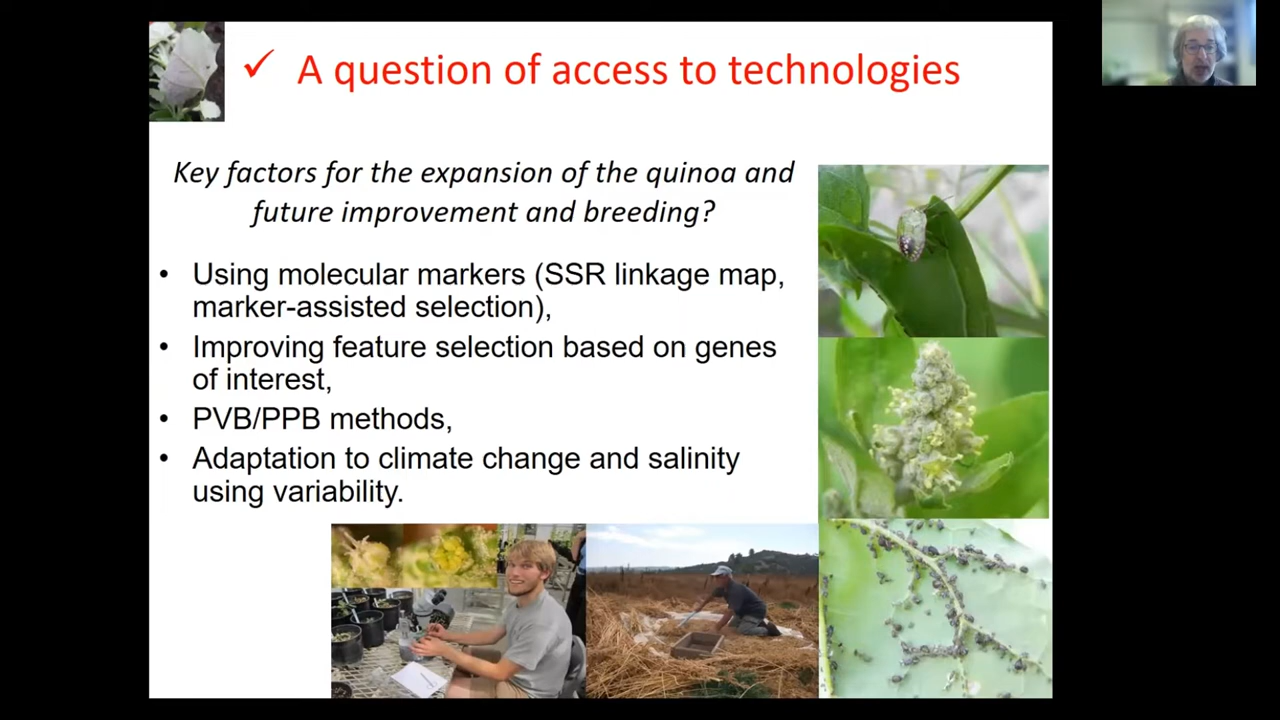 ✓ A question of access to technologies
Key factors for the expansion of the quinoa and
future improvement and breeding?
• Using molecular markers (SSR linkage map,
marker-assisted selection),
• Improving feature selection based on genes
of interest,
• PVB/PPB methods,
• Adaptation to climate change and salinity
using variability.